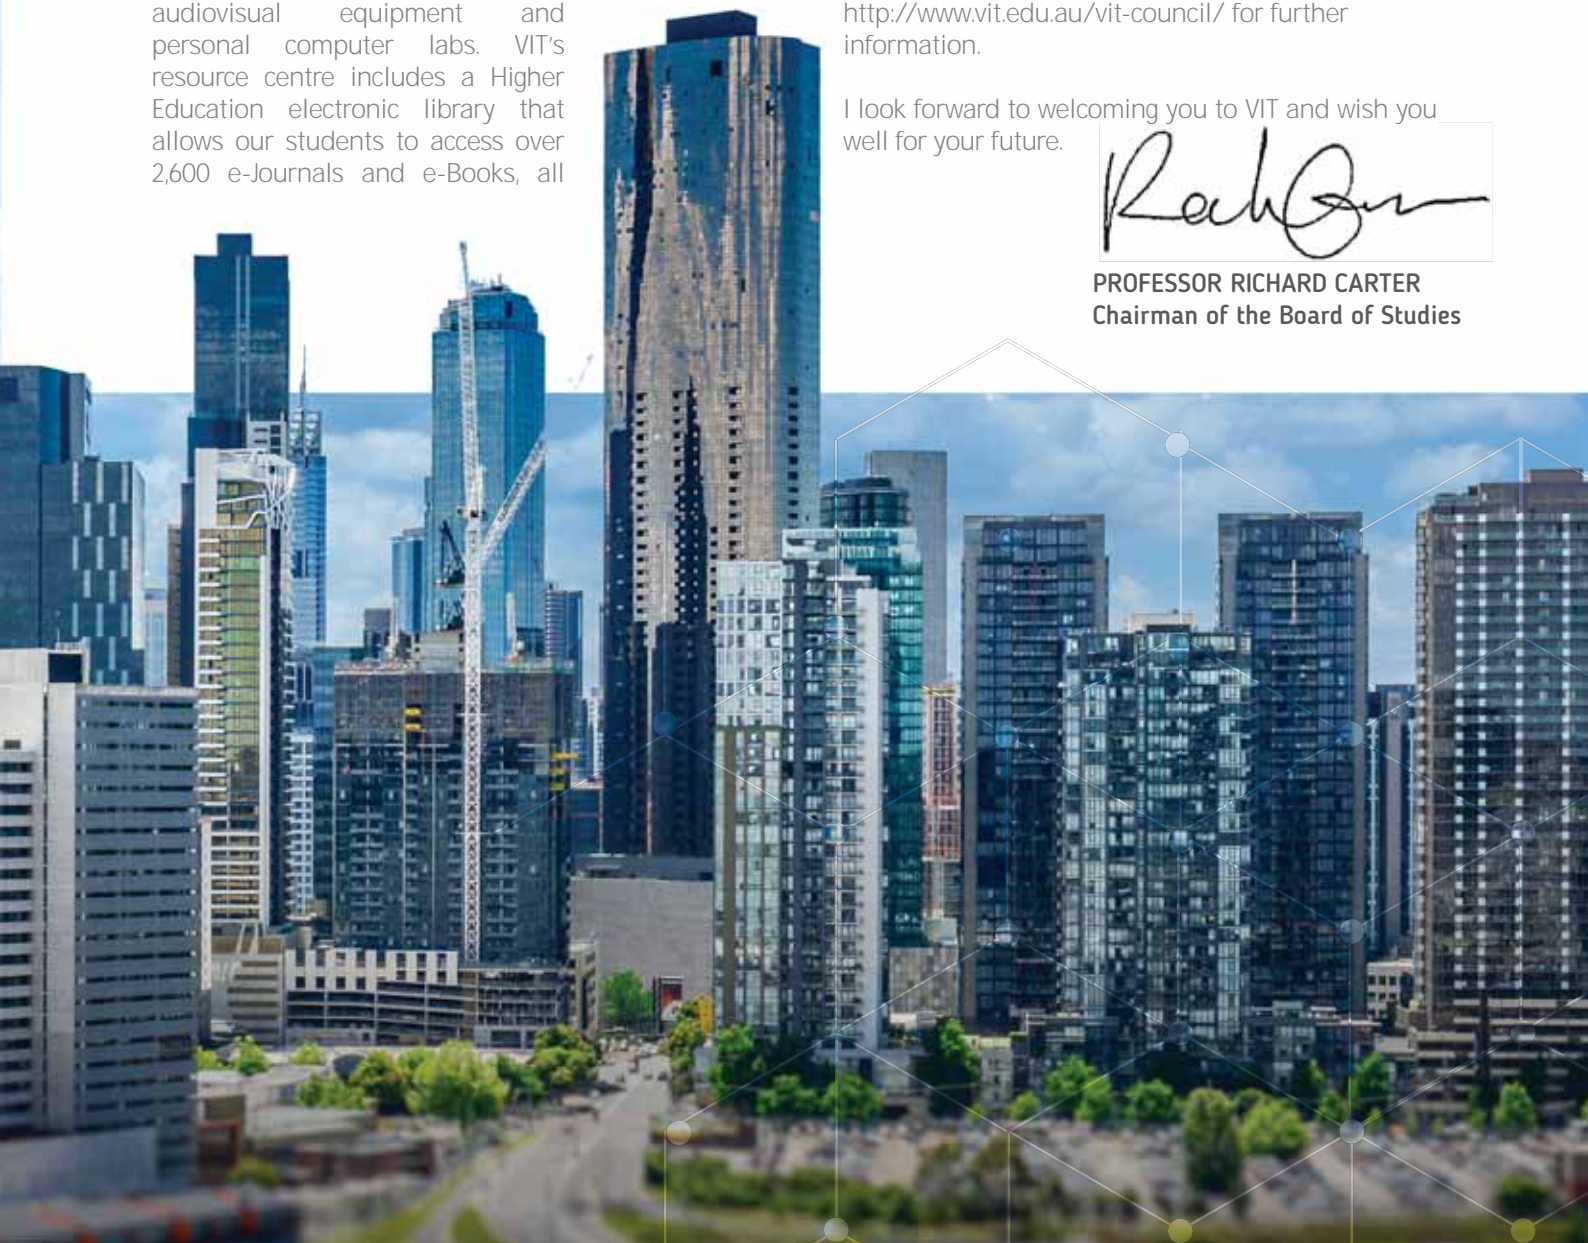 audiovisual equipment and
personal computer labs. VIT's
resource centre includes a Higher
Education electronic library that
allows our students to access over
2,600 e-Journals and e-Books, all
http://www.vit.edu.au/vit-council/ for further
information.
I look forward to welcoming you to VIT and wish you
well for your future.
PROFESSOR RICHARD CARTER
Chairman of the Board of Studies